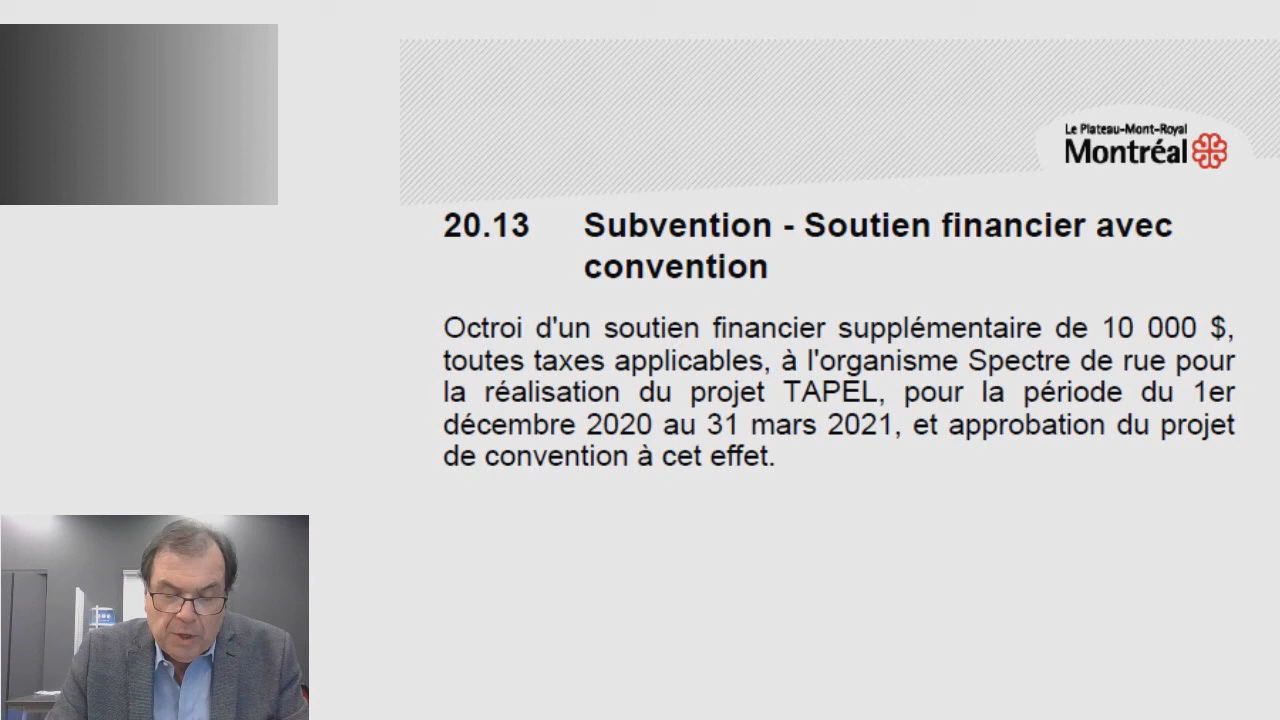 Le Plateau-Mont-Royal
Montréal
20.13 Subvention - Soutien financier avec
convention
Octroi d'un soutien financier supplémentaire de 10 000 $,
toutes taxes applicables, à l'organisme Spectre de rue pour
la réalisation du projet TAPEL, pour la période du 1er
décembre 2020 au 31 mars 2021, et approbation du projet
de convention à cet effet.